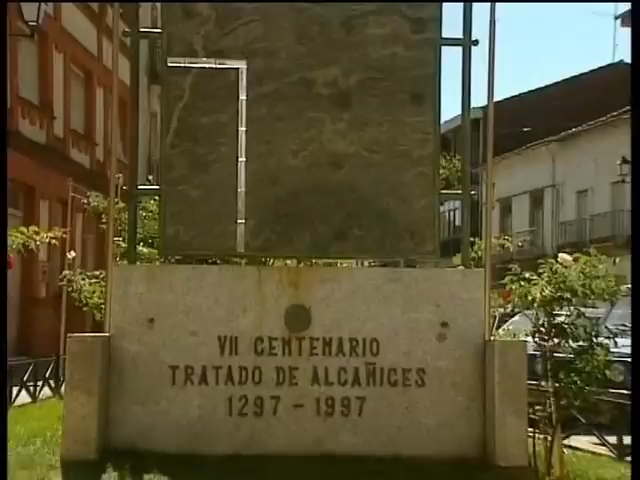 VII CENTENARIO
TRATADO DE ALCAÑICES
1297 - 1997